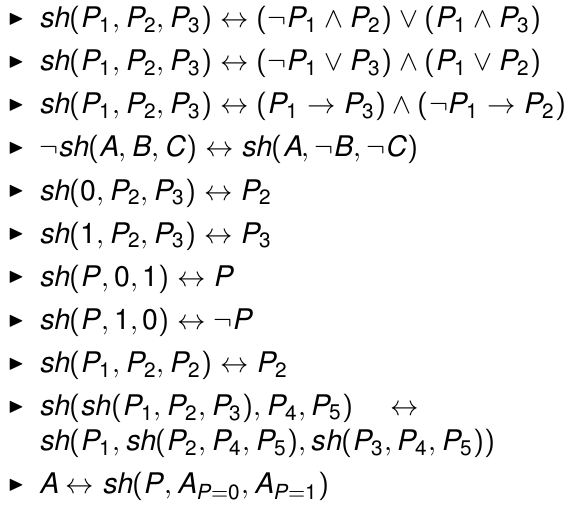 ▶ sh(P₁, P₂, P₃) ↔ (¬P₁ ∧ P₂) ∨ (P₁ ∧ P₃)
▶ sh(P₁, P₂, P₃) ↔ (¬P₁ ∨ P₃) ∧ (P₁ ∨ P₂)
▶ sh(P₁, P₂, P₃) ↔ (P₁ → P₃) ∧ (¬P₁ → P₂)
▶ ¬sh(A, B, C) ↔ sh(A, ¬B, ¬C)
▶ sh(0, P₂, P₃) ↔ P₂
▶ sh(1, P₂, P₃) ↔ P₃
▶ sh(P, 0, 1) ↔ P
▶ sh(P, 1, 0) ↔ ¬P
▶ sh(P₁, P₂, P₂) ↔ P₂
▶ sh(sh(P₁, P₂, P₃), P₄, P₅) ↔
sh(P₁, sh(P₂, P₄, P₅), sh(P₃, P₄, P₅))
▶ A ↔ sh(P, A_{P=0}, A_{P=1})